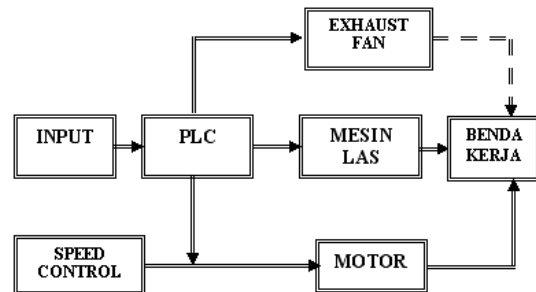 EXHAUST
FAN
INPUT
PLC
MESIN
LAS
BENDA
KERJA
SPEED
CONTROL
MOTOR